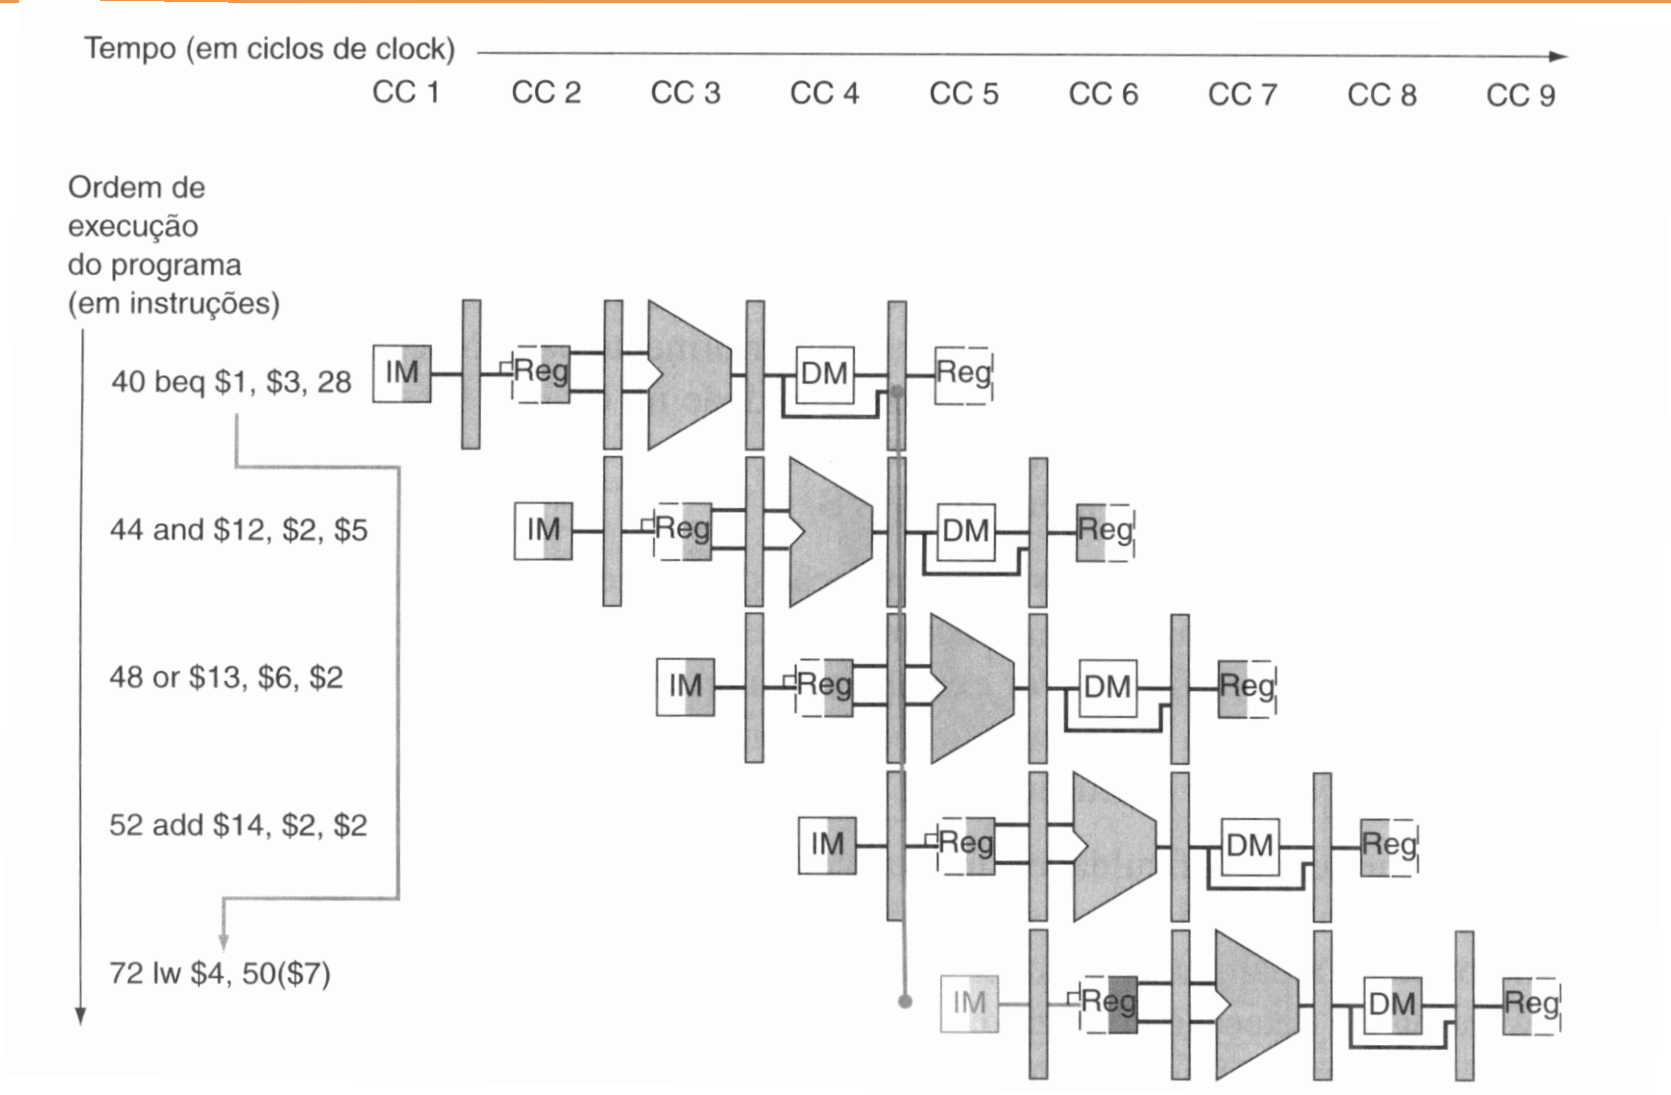 Tempo (em ciclos de clock)
CC 1 CC 2 CC 3 CC 4 CC 5 CC 6 CC 7 CC 8 CC 9
Ordem de
execução
do programa
(em instruções)
40 beq $1, $3, 28
IM Reg DM Reg
44 and $12, $2, $5
IM Reg DM Reg
48 or $13, $6, $2
IM Reg DM Reg
52 add $14, $2, $2
IM Reg DM Reg
72 lw $4, 50($7)
IM Reg DM Reg